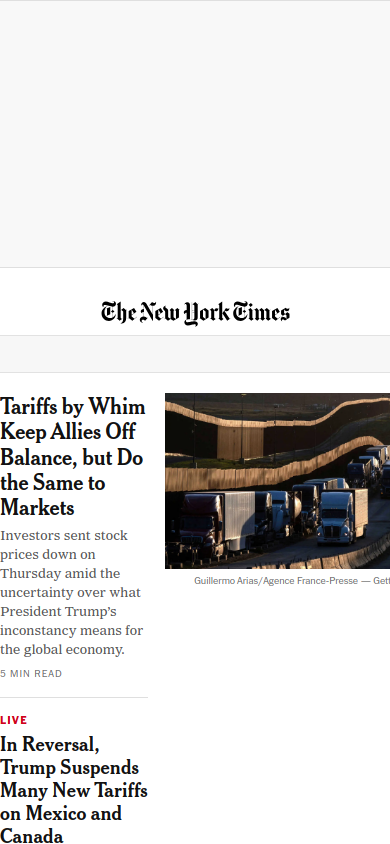 The New York Times
Tariffs by Whim
Keep Allies Off
Balance, but Do
the Same to
Markets
Investors sent stock
prices down on
Thursday amid the
uncertainty over what
President Trump’s
inconstancy means for
the global economy.
5 MIN READ
Guillermo Arias/Agence France-Presse — Gett
LIVE
In Reversal,
Trump Suspends
Many New Tariffs
on Mexico and
Canada